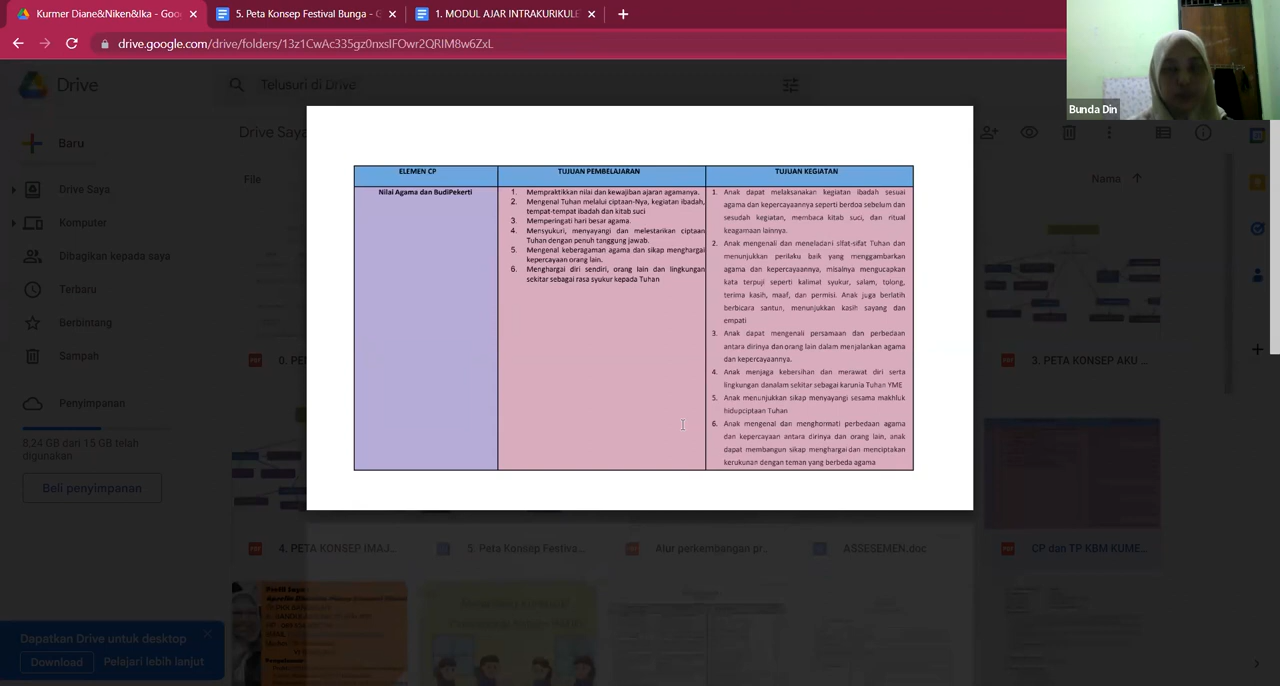 Kurmer Diane&Niken&Ika - Goo
5. Peta Konsep Festival Bunga - G
1. MODUL AJAR INTRAKURIKULE
drive.google.com/drive/folders/13z1CwAc335gz0nxsIFOwr2QRIM8w6ZxL
Bunda Din
Drive
Telusuri di Drive
Baru
Drive Saya
Komputer
Dibagikan kepada saya
Terbaru
Berbintang
Sampah
Penyimpanan
8,24 GB dari 15 GB telah
digunakan
Beli penyimpanan
Dapatkan Drive untuk desktop
Download
Pelajari lebih lanjut
Drive Saya
File
Nama
ELEMEN CP
TUJUAN PEMBELAJARAN
TUJUAN KEGIATAN
Nilai Agama dan BudiPekerti
1. Mempraktikkan nilai dan kewajiban ajaran agamanya.
2. Mengenal Tuhan melalui ciptaan-Nya, kegiatan ibadah,
tempat-tempat ibadah dan kitab suci
3. Memperingati hari besar agama.
4. Mensyukuri, menyayangi dan melestarikan ciptaan
Tuhan dengan penuh tanggung jawab.
5. Mengenal keberagaman agama dan sikap menghargai
kepercayaan orang lain.
6. Menghargai diri sendiri, orang lain dan lingkungan
sekitar sebagai rasa syukur kepada Tuhan
1. Anak dapat melaksanakan kegiatan ibadah sesuai
agama dan kepercayaannya seporti berdoa sebelum dan
sesudah kegiatan, membaca kitab suci, dan ritual
keagamaan lainnya.
2. Anak mengenali dan meneladani sifat-sifat Tuhan dan
menunjukkan perilaku baik yang menggambarkan
agama dan kepercayaannya, misalnya mengucapkan
kata terpuji seperti kalimat syukur, salam, tolong,
terima kasih, maaf, dan permisi. Anak juga berlatih
berbicara santun, menunjukkan kasih sayang dan
empati
3. Anak dapat mengenali persamaan dan perbedaan
antara dirinya dan orang lain dalam menjalankan agama
dan kepercayaannya.
4. Anak menjaga kebersihan dan merawat diri serta
lingkungan danalam sekitar sebagai karunia Tuhan YME
5. Anak menunjukkan sikap menyayangi sesama makhluk
hidupciptaan Tuhan
6. Anak mengenal dan menghormati perbedaan agama
dan kepercayaan antara dirinya dan orang lain, anak
dapat membangun sikap menghargai dan menciptakan
kerukunan dengan teman yang berbeda agama
0. PE
3. PETA KONSEP AKU ...
4. PETA KONSEP IMAJ...
5. Peta Konsep Festiva...
Alur perkembangan pr...
ASSESEMEN.doc
CP dan TP KBM KUME...
Profil Saya :